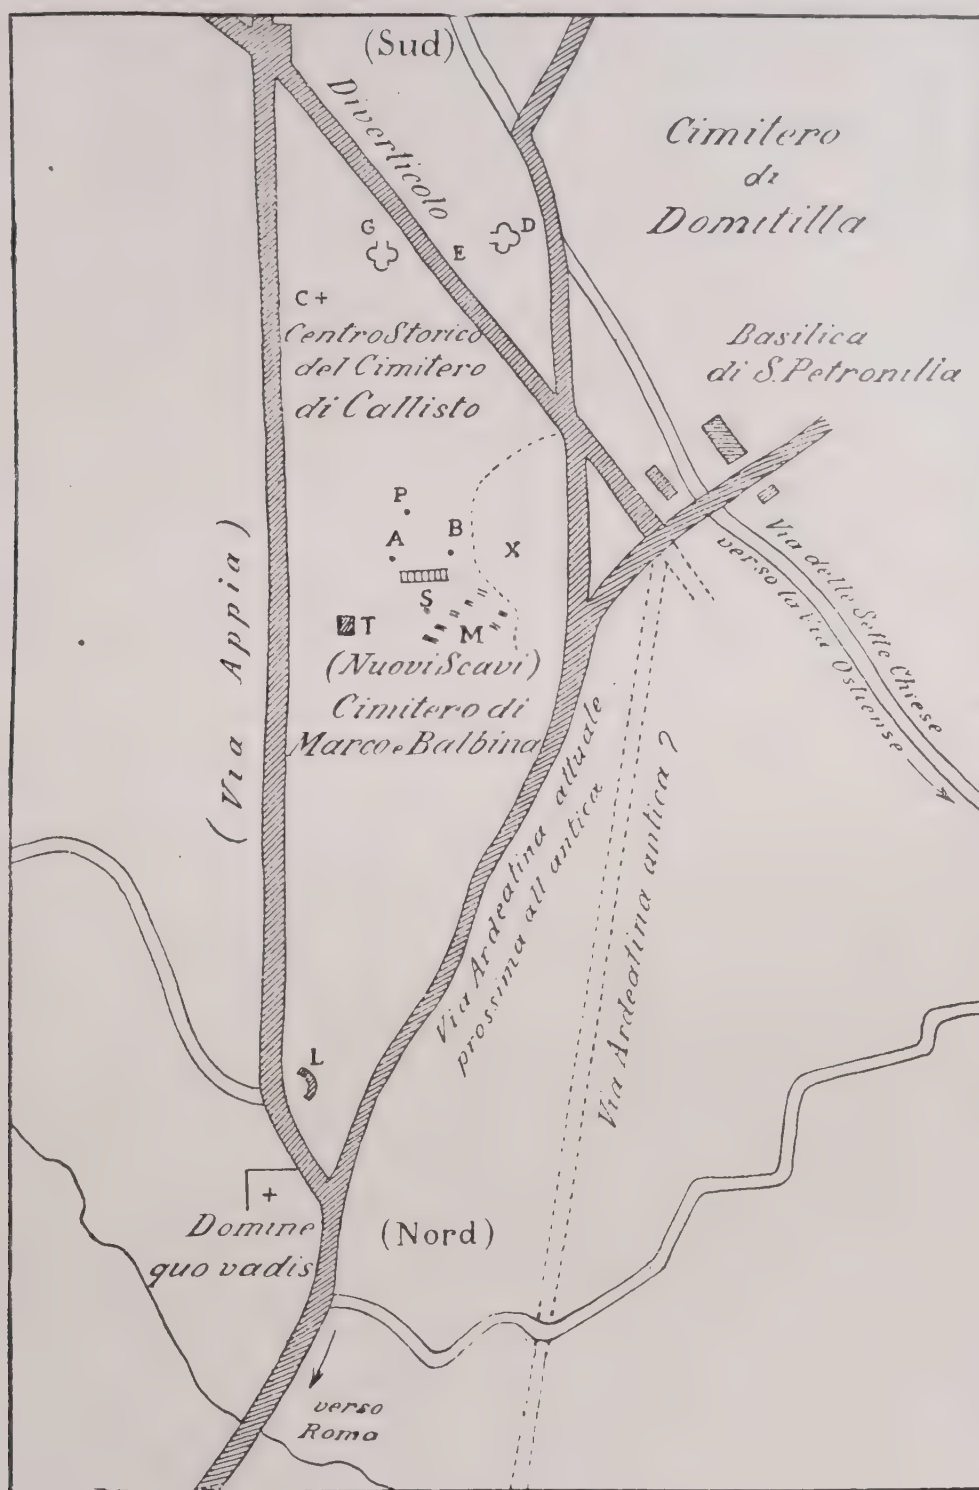 (Sud)
Diverticolo
Cimitero
di
Domitilla
G
D
E
C +
Centro Storico
del Cimitero
di Callisto
Basilica
di S. Petronilla
P
A
B
X
S
T
M
(Nuovi Scavi)
Cimitero di
Marco e Balbina
(Via Appia)
Via delle Sette Chiese
verso la Via Ostiense
Via Ardeatina attuale
prossima all antica
Via Ardeatina antica ?
L
+
Domine
quo vadis
(Nord)
verso
Roma